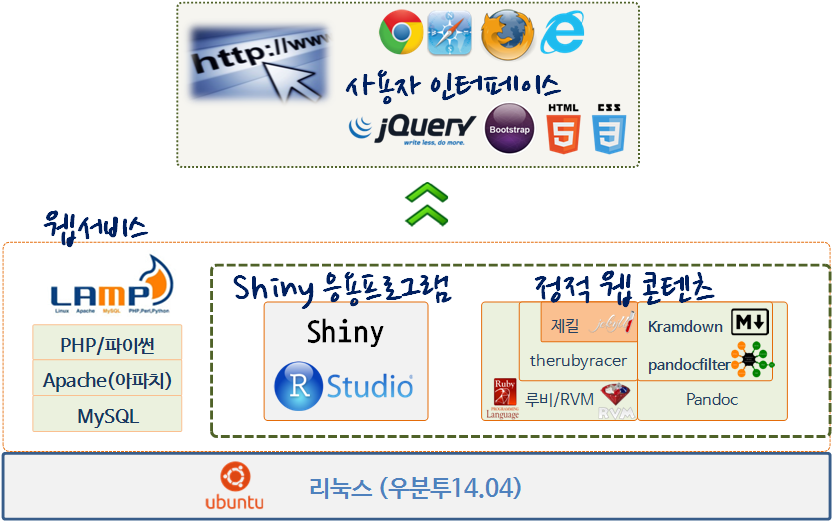 http://www
사용자 인터페이스
jQuery
write less, do more.
Bootstrap
HTML
5
CSS
3
웹서비스
LAMP
Linux Apache MySQL PHP,Perl,Python
PHP/파이썬
Apache(아파치)
MySQL
Shiny 응용프로그램
Shiny
R Studio®
정적 웹 콘텐츠
제킬 jekyll
Kramdown M
therubyracer
pandocfilter
Ruby
PROGRAMMING
Language
루비/RVM
RVM
Pandoc
ubuntu
리눅스 (우분투14.04)